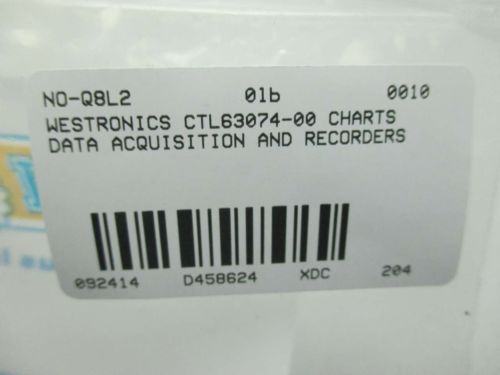 NO-Q8L2 01b 0010
WESTRONICS CTL63074-00 CHARTS
DATA ACQUISITION AND RECORDERS
092414 D458624 XDC 204